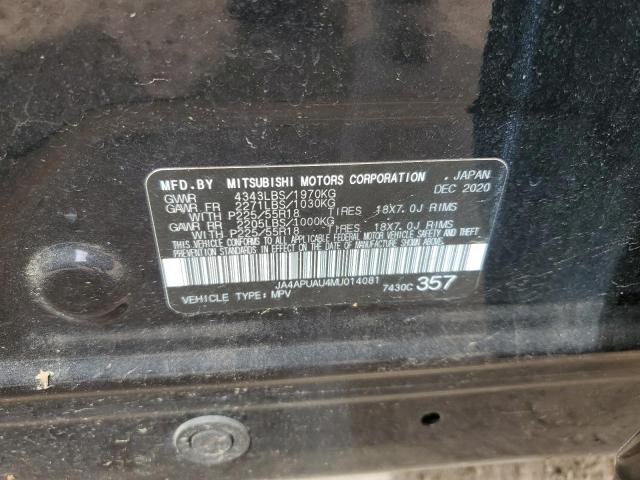 MFD.BY MITSUBISHI MOTORS CORPORATION . JAPAN
GVWR 4343LBS/1970KG DEC 2020
GAWR FR 2271LBS/1030KG
WITH P225/55R18 TIRES 18X7.0J RIMS
GAWR RR 2205LBS/1000KG
WITH P225/55R18 TIRES 18X7.0J RIMS
THIS VEHICLE CONFORMS TO ALL APPLICABLE FEDERAL MOTOR VEHICLE SAFETY AND THEFT
PREVENTION STANDARDS IN EFFECT ON THE DATE OF MANUFACTURE SHOWN ABOVE.
JA4APUAU4MU014081
VEHICLE TYPE: MPV 7430C 357